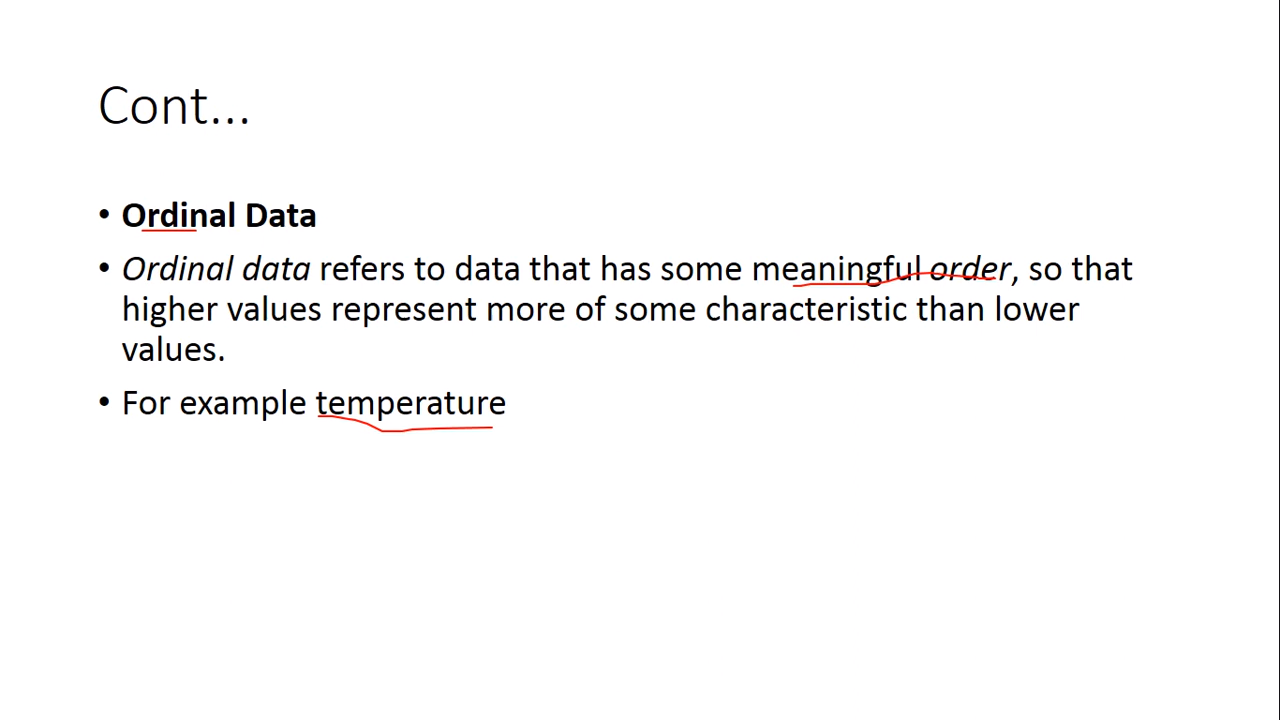 Cont...
• Ordinal Data
• Ordinal data refers to data that has some meaningful order, so that
higher values represent more of some characteristic than lower
values.
• For example temperature